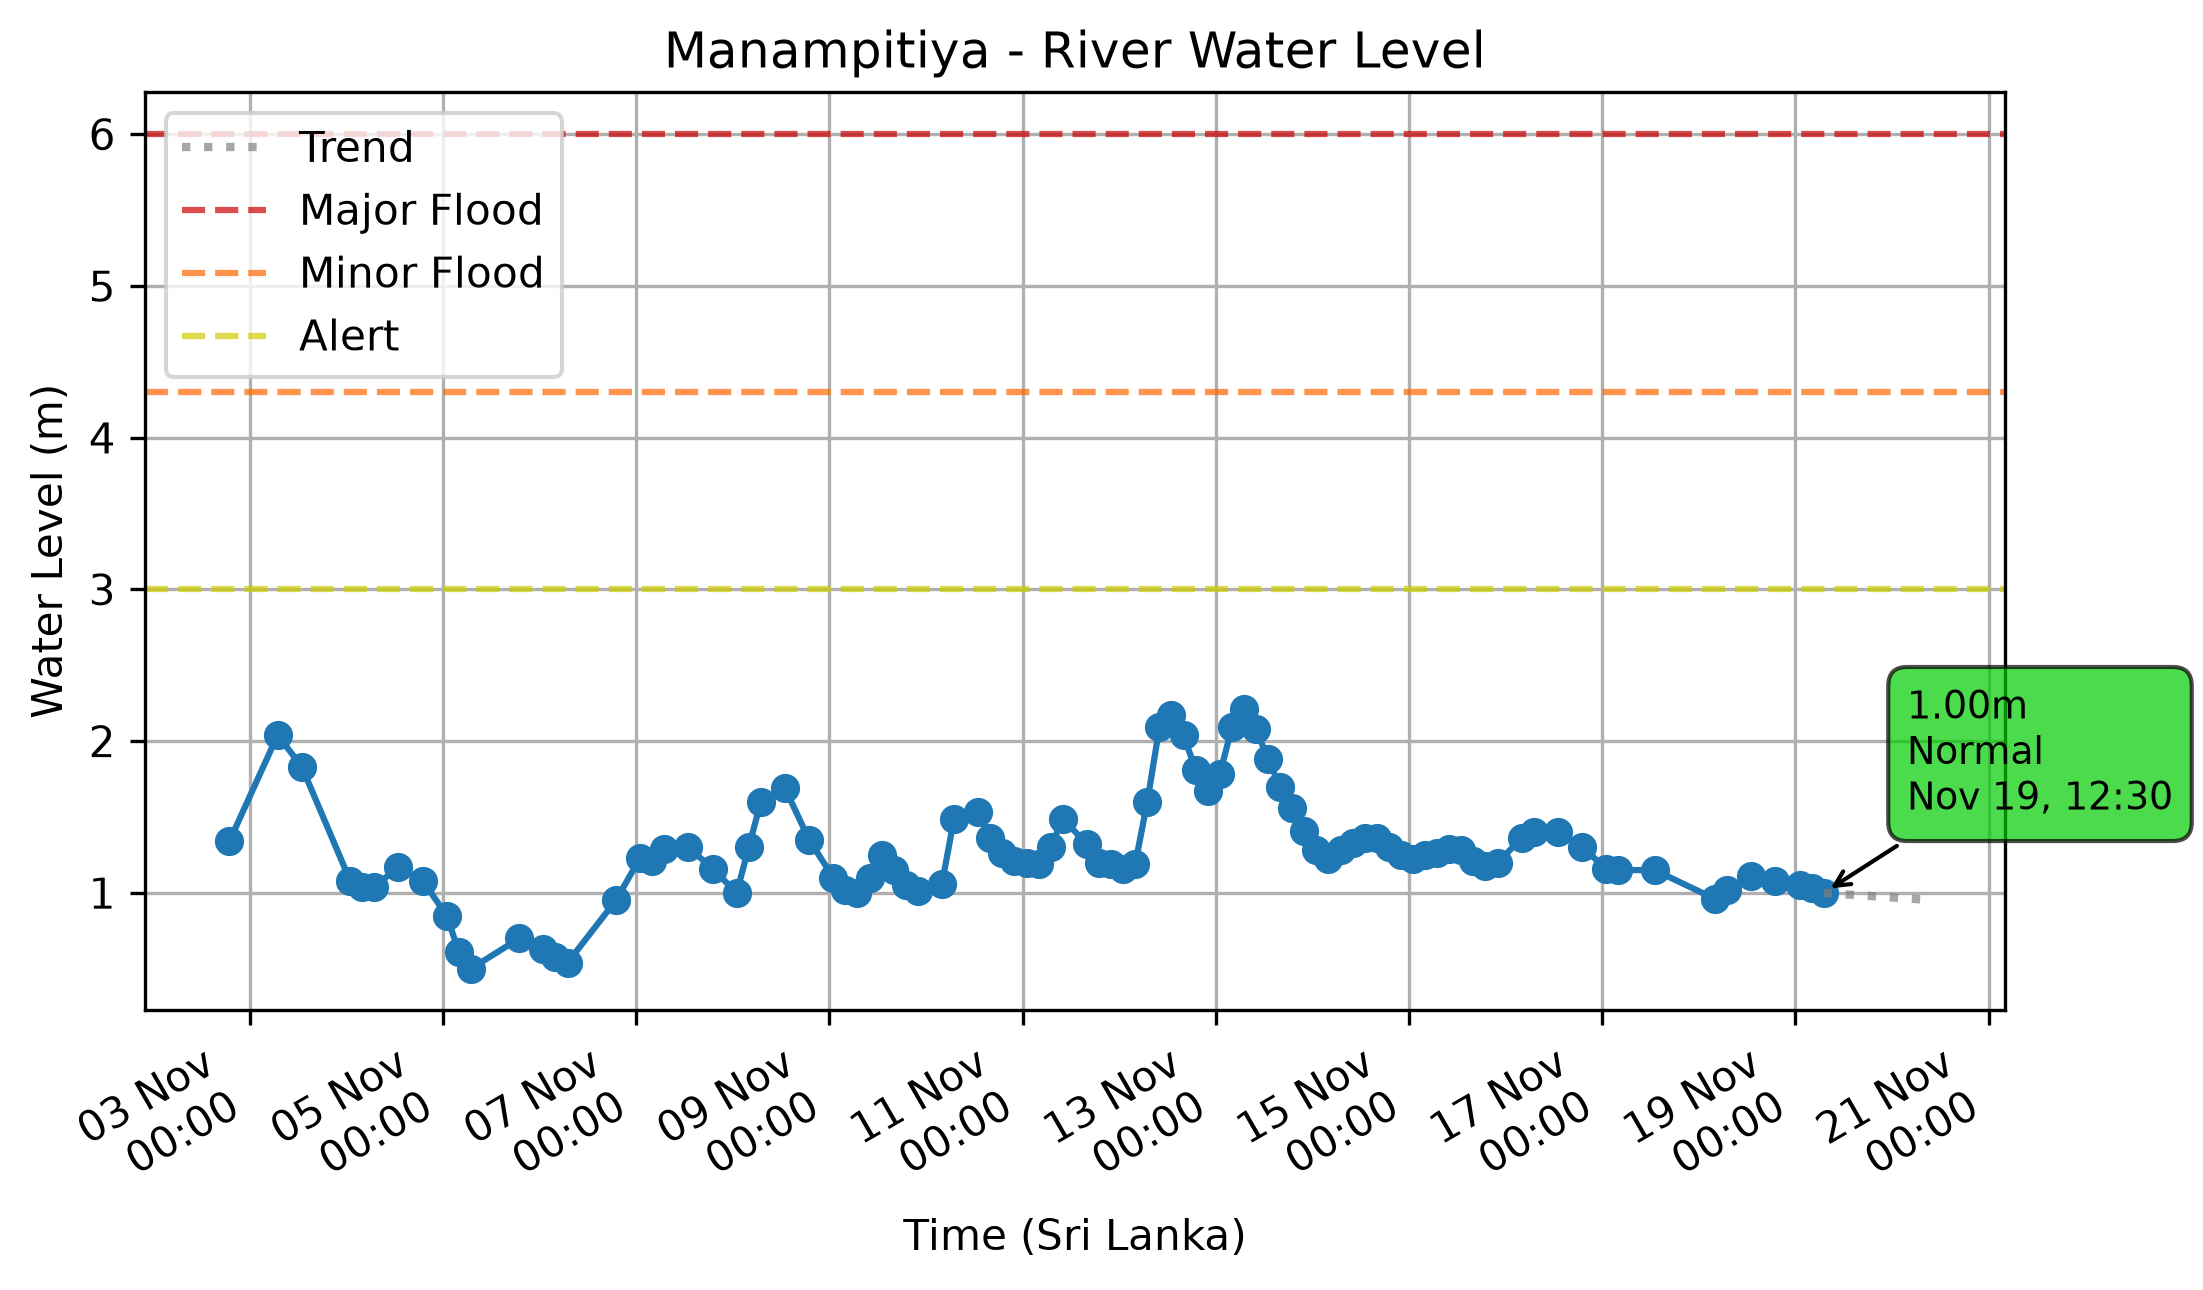 Manampitiya - River Water Level
Water Level (m)
6
5
4
3
2
1
Trend
Major Flood
Minor Flood
Alert
1.00m
Normal
Nov 19, 12:30
03 Nov
00:00
05 Nov
00:00
07 Nov
00:00
09 Nov
00:00
11 Nov
00:00
13 Nov
00:00
15 Nov
00:00
17 Nov
00:00
19 Nov
00:00
21 Nov
00:00
Time (Sri Lanka)